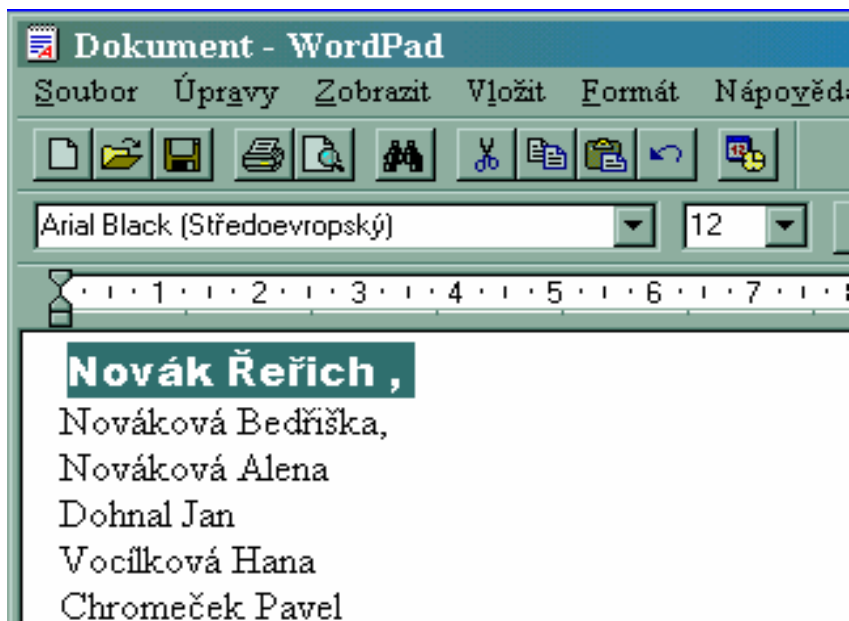 Dokument - WordPad
Soubor Úpravy Zobrazit Vložit Formát Nápověda
Arial Black (Středoevropský) 12
1 2 3 4 5 6 7 8
Novák Řeřich ,
Nováková Bedřiška,
Nováková Alena
Dohnal Jan
Vocílková Hana
Chromeček Pavel